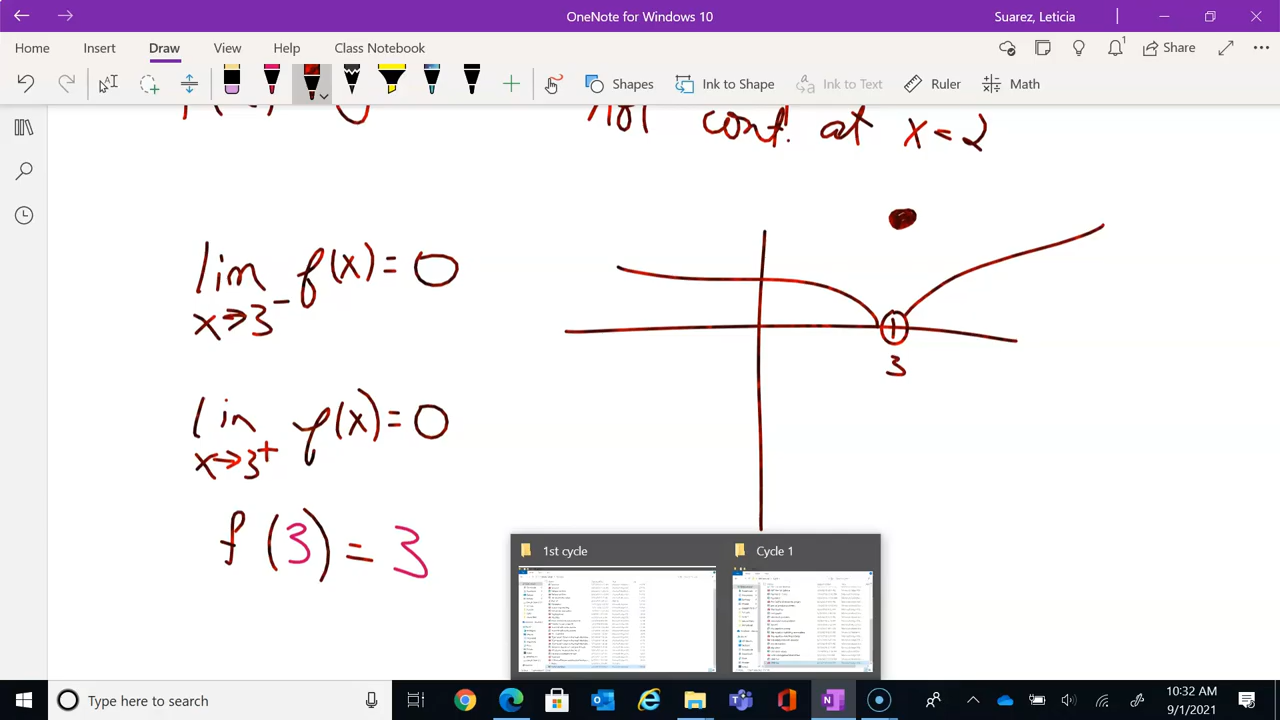 OneNote for Windows 10
Suarez, Leticia
Home Insert Draw View Help Class Notebook
Share
Shapes Ink to Shape Ink to Text Ruler Math
not cont. at x=2
lim f(x)=0
x→3⁻
3
lim f(x)=0
x→3⁺
f(3)=3
1st cycle
Cycle 1
Type here to search
10:32 AM
9/1/2021